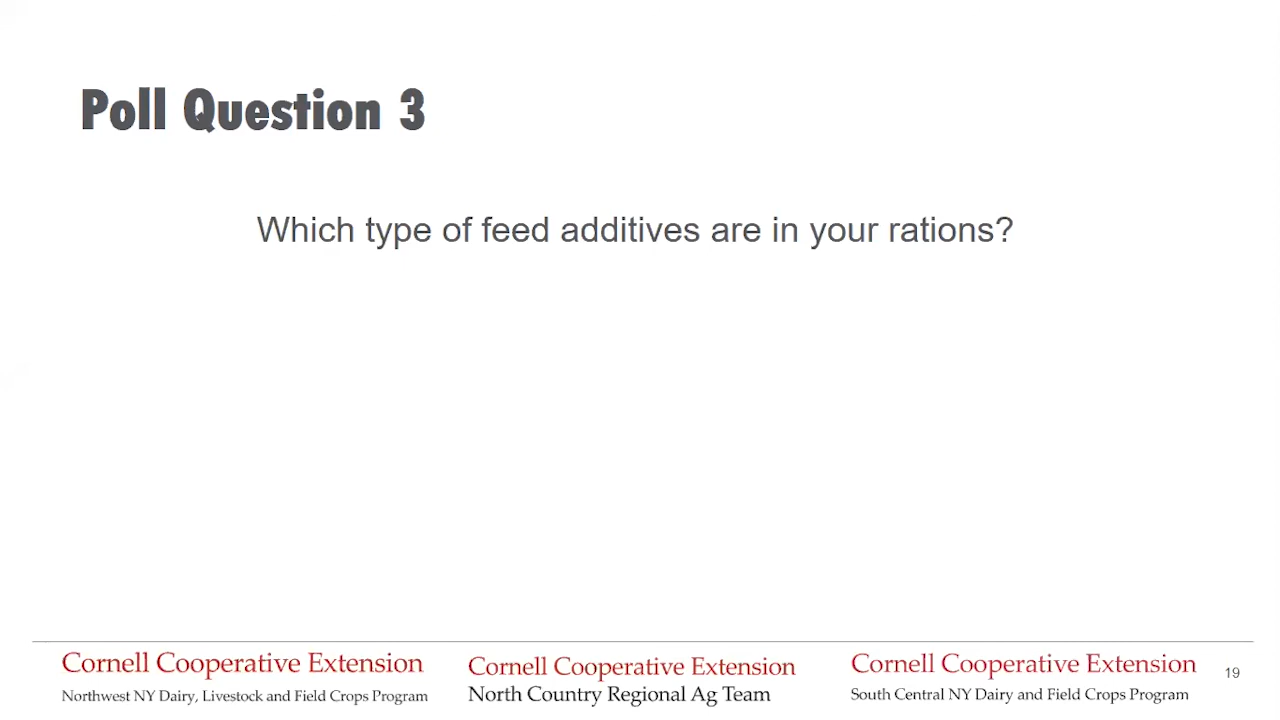 Poll Question 3
Which type of feed additives are in your rations?
Cornell Cooperative Extension
Northwest NY Dairy, Livestock and Field Crops Program
Cornell Cooperative Extension
North Country Regional Ag Team
Cornell Cooperative Extension
South Central NY Dairy and Field Crops Program
19